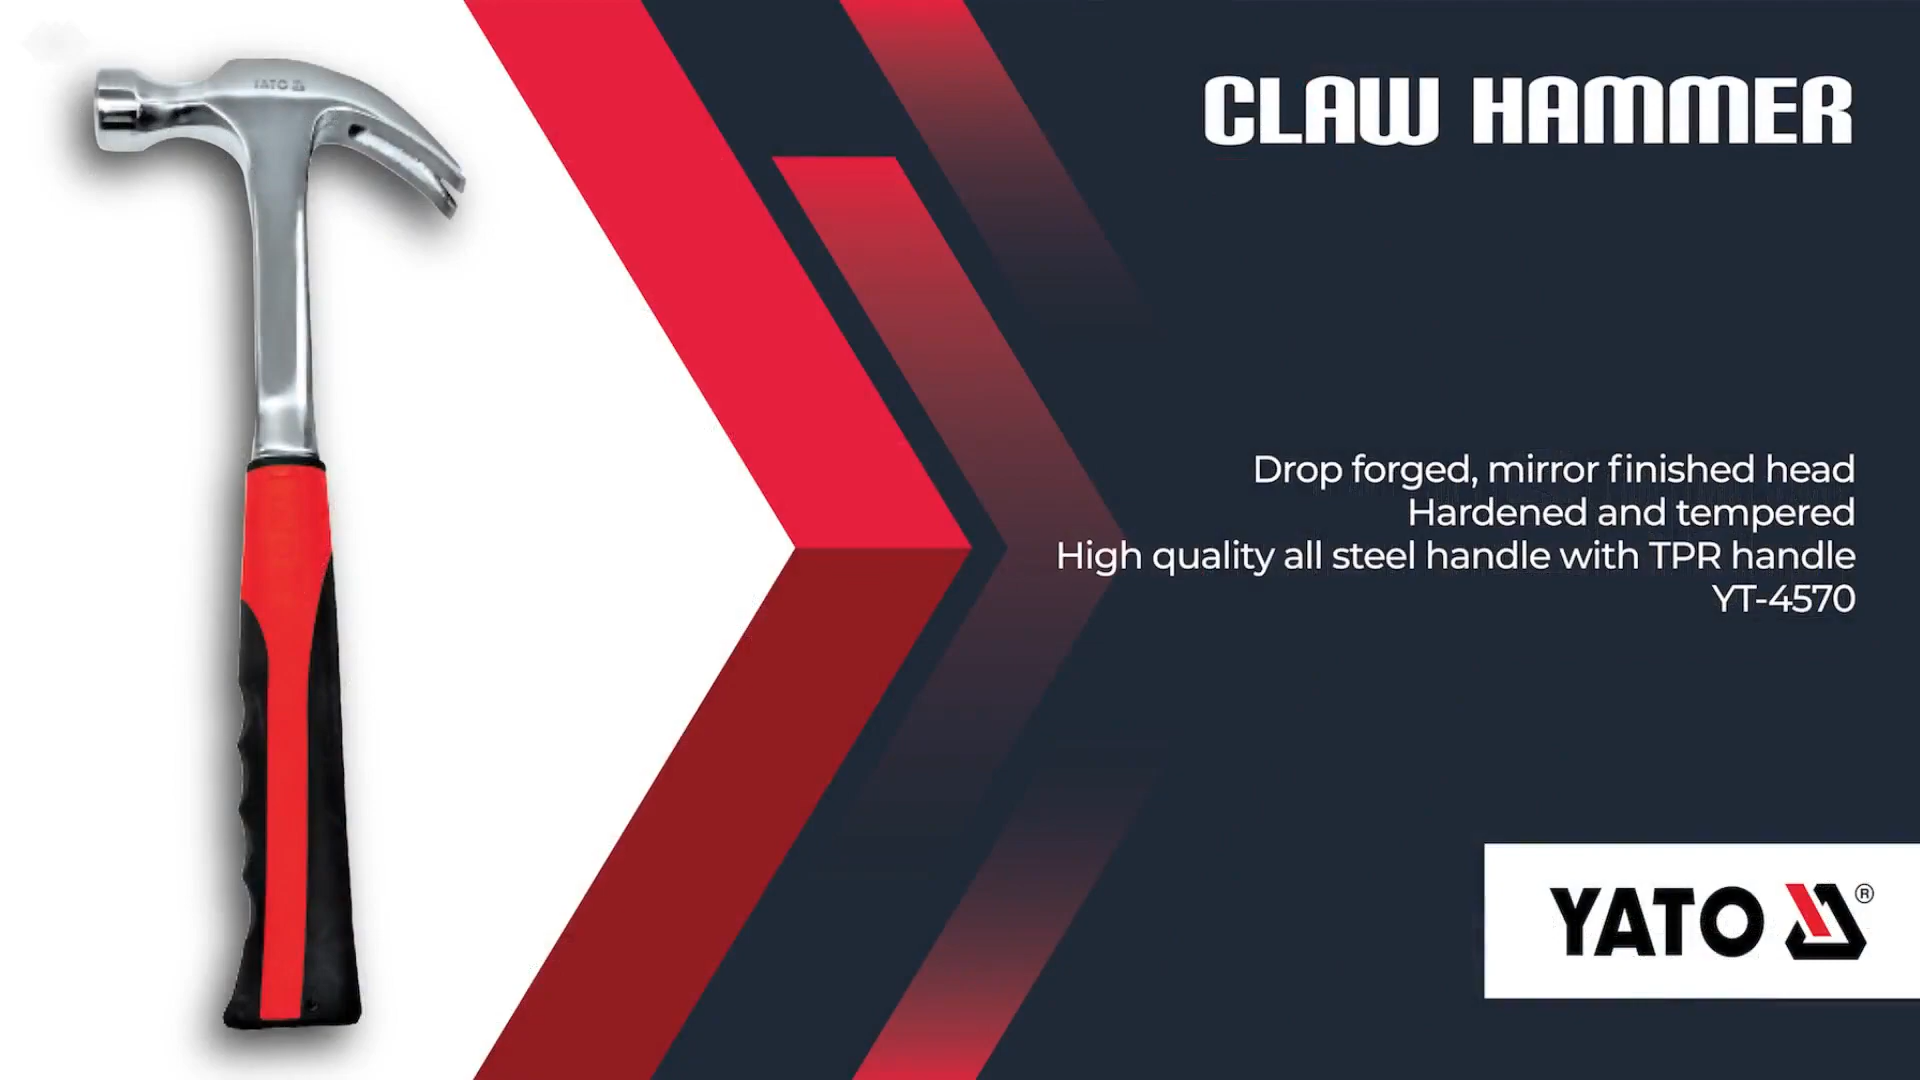 YATO
CLAW HAMMER
Drop forged, mirror finished head
Hardened and tempered
High quality all steel handle with TPR handle
YT-4570
YATO ®